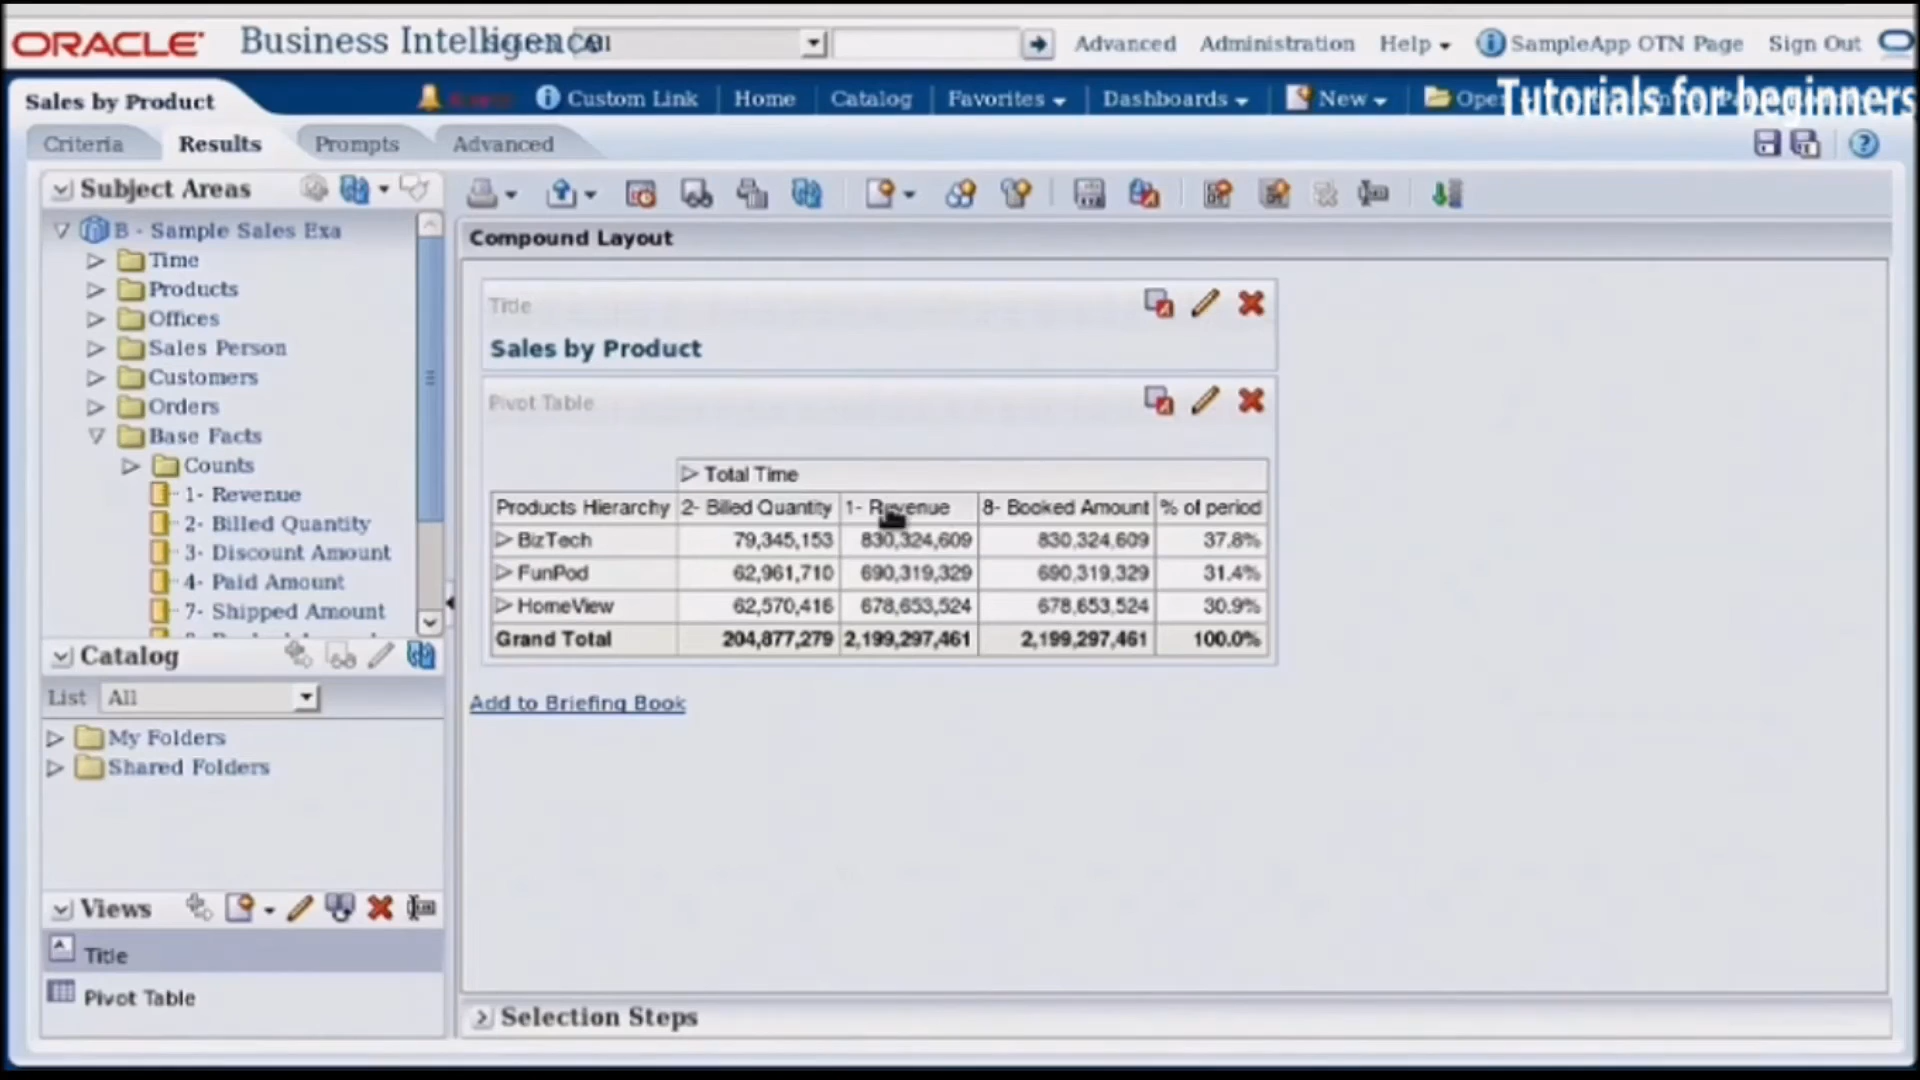 ORACLE Business Intelligence All Advanced Administration Help SampleApp OTN Page Sign Out
Sales by Product Custom Link Home Catalog Favorites Dashboards New
Tutorials for beginners
Criteria Results Prompts Advanced
Subject Areas
B - Sample Sales Exa
Time
Products
Offices
Sales Person
Customers
Orders
Base Facts
Counts
1- Revenue
2- Billed Quantity
3- Discount Amount
4- Paid Amount
7- Shipped Amount
Catalog
List All
My Folders
Shared Folders
Views
Title
Pivot Table
Compound Layout
Title
Sales by Product
Pivot Table
Total Time
Products Hierarchy 2- Billed Quantity 1- Revenue 8- Booked Amount % of period
BizTech 79,345,153 830,324,609 830,324,609 37.8%
FunPod 62,961,710 690,319,329 690,319,329 31.4%
HomeView 62,570,416 678,653,524 678,653,524 30.9%
Grand Total 204,877,279 2,199,297,461 2,199,297,461 100.0%
Add to Briefing Book
Selection Steps